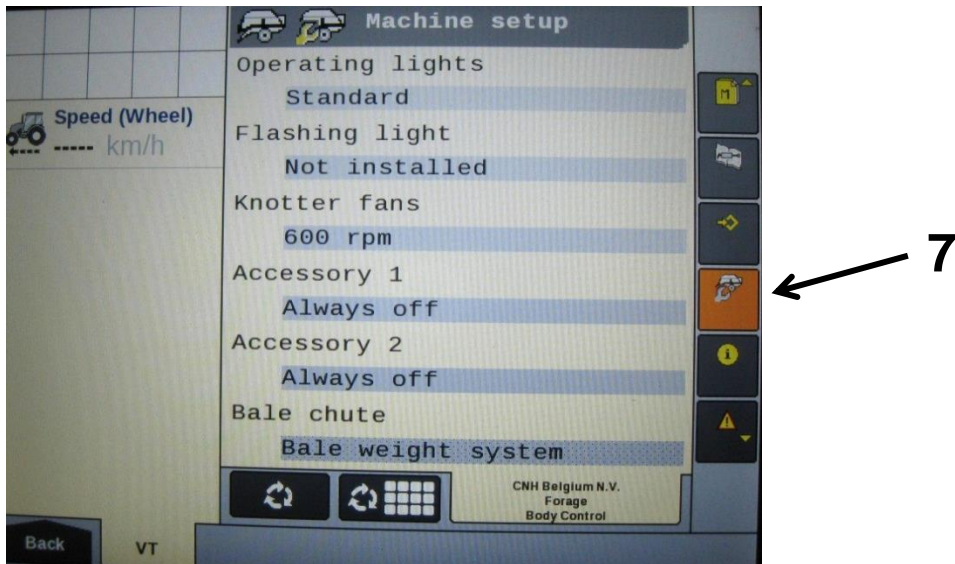 Machine setup
Operating lights
Standard
Speed (Wheel)
----- km/h
Flashing light
Not installed
Knotter fans
600 rpm
Accessory 1
Always off
Accessory 2
Always off
Bale chute
Bale weight system
CNH Belgium N.V.
Forage
Body Control
Back
VT
M
i
7